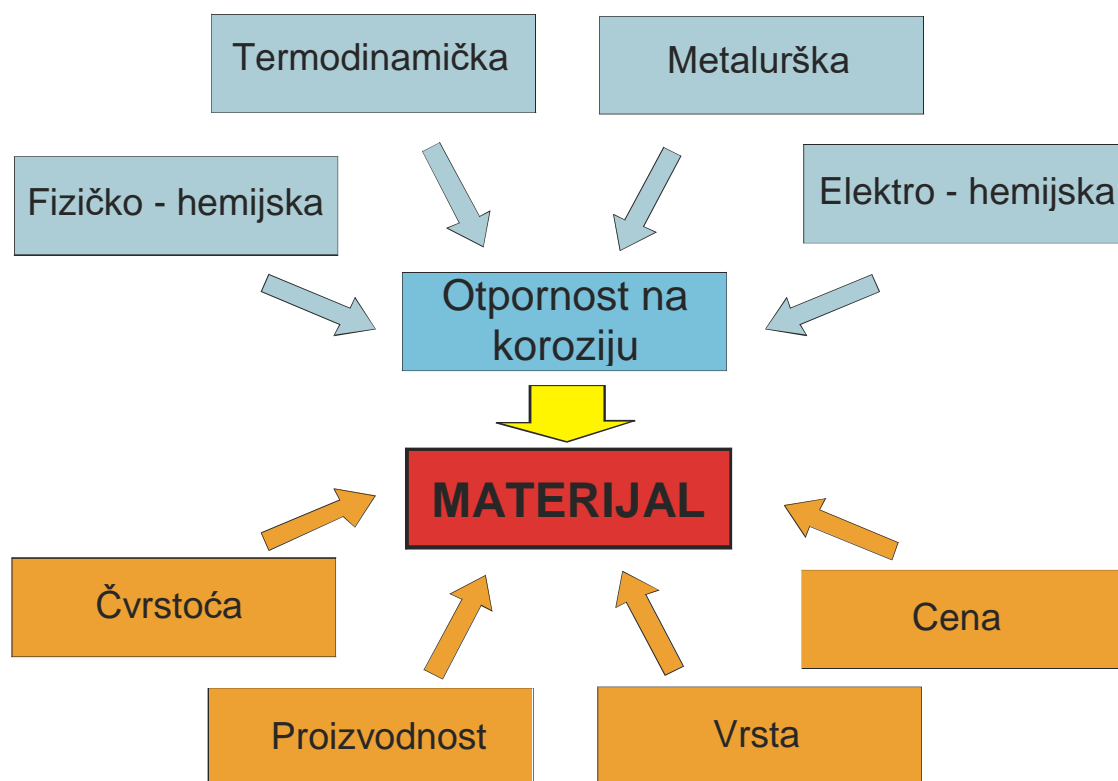 Termodinamička
Metalurška
Fizičko - hemijska
Elektro - hemijska
Otpornost na
koroziju
MATERIJAL
Čvrstoća
Cena
Proizvodnost
Vrsta